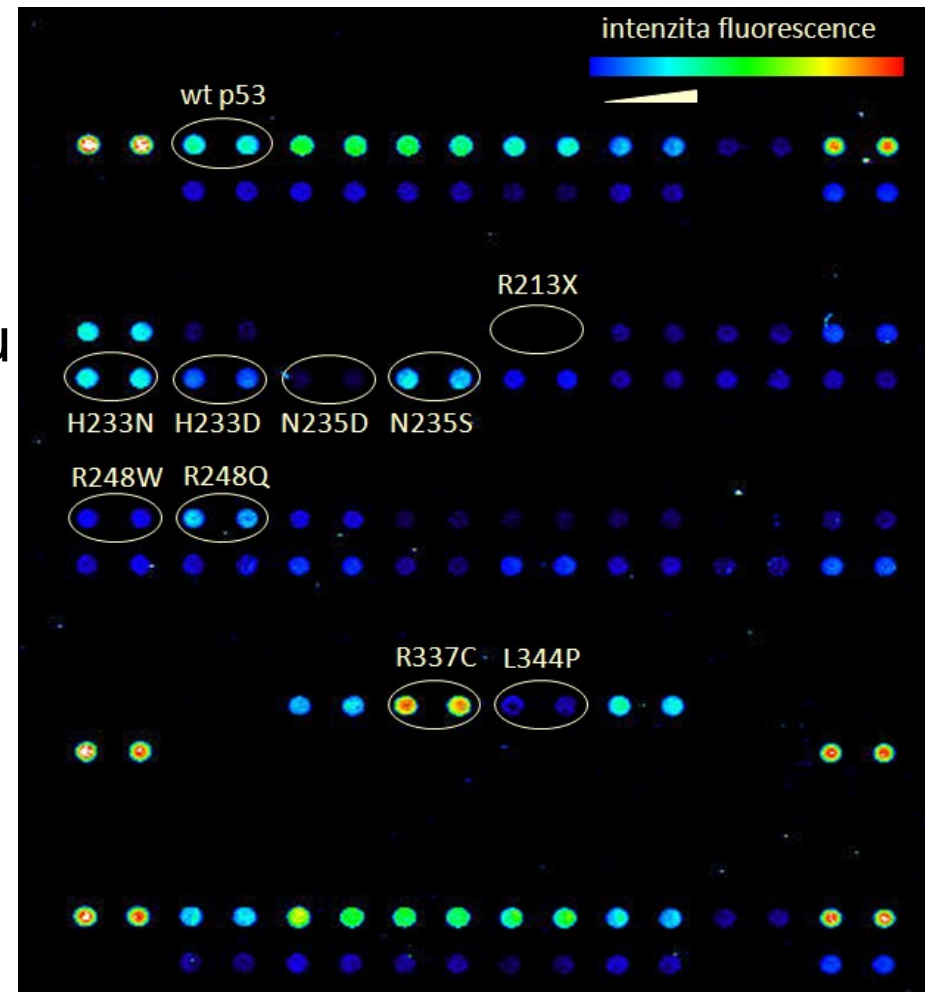 intenzita fluorescence
wt p53
R213X
u
H233N H233D N235D N235S
R248W R248Q
R337C L344P